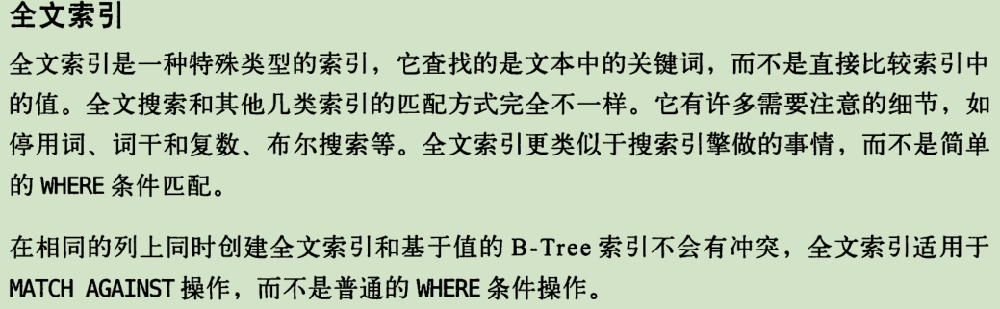 全文索引
全文索引是一种特殊类型的索引，它查找的是文本中的关键词，而不是直接比较索引中
的值。全文搜索和其他几类索引的匹配方式完全不一样。它有许多需要注意的细节，如
停用词、词干和复数、布尔搜索等。全文索引更类似于搜索引擎做的事情，而不是简单
的 WHERE 条件匹配。
在相同的列上同时创建全文索引和基于值的 B-Tree 索引不会有冲突，全文索引适用于
MATCH AGAINST 操作，而不是普通的 WHERE 条件操作。